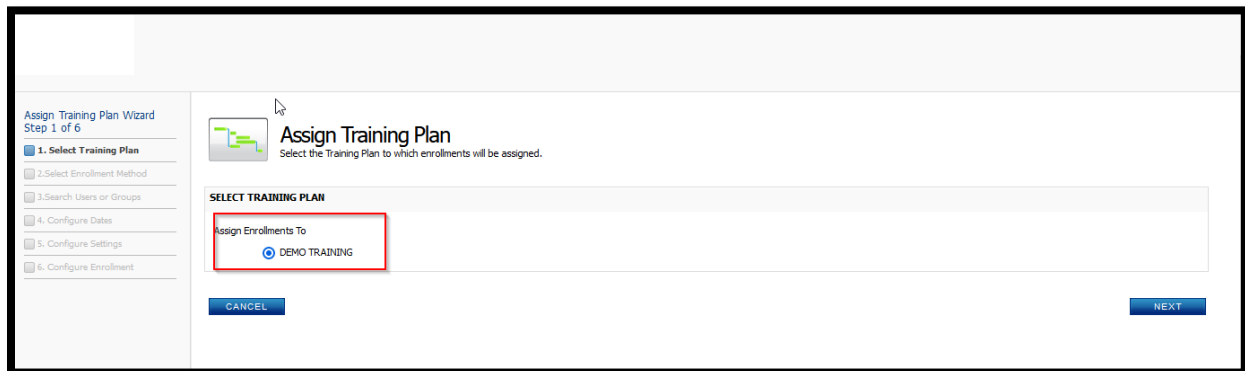 Assign Training Plan Wizard
Step 1 of 6
1. Select Training Plan
2.Select Enrollment Method
3.Search Users or Groups
4. Configure Dates
5. Configure Settings
6. Configure Enrollment
Assign Training Plan
Select the Training Plan to which enrollments will be assigned.
SELECT TRAINING PLAN
Assign Enrollments To
DEMO TRAINING
CANCEL
NEXT